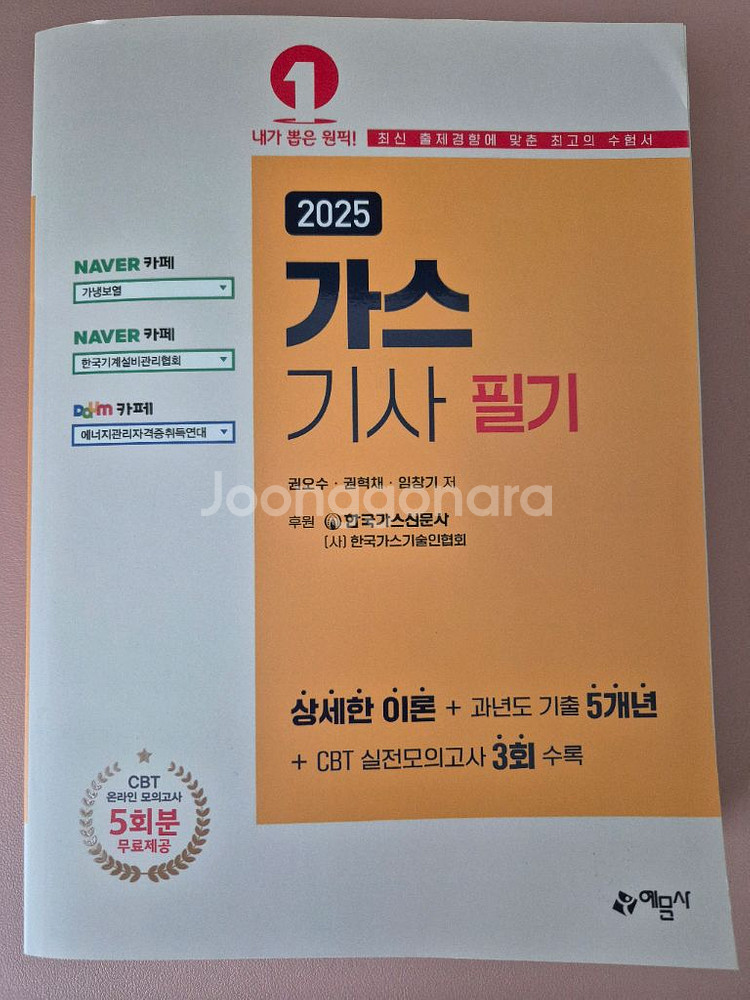 1
내가 뽑은 원픽!
최신 출제경향에 맞춘 최고의 수험서
2025
가스
기사 필기
NAVER 카페
가냉보열
NAVER 카페
한국기계설비관리협회
Daum 카페
에너지관리자격증취득연대
권오수 · 권혁채 · 임창기 저
Joonggonara
후원 한국가스신문사
(사) 한국가스기술인협회
상세한 이론 + 과년도 기출 5개년
+ CBT 실전모의고사 3회 수록
CBT
온라인 모의고사
5회분
무료제공
예문사